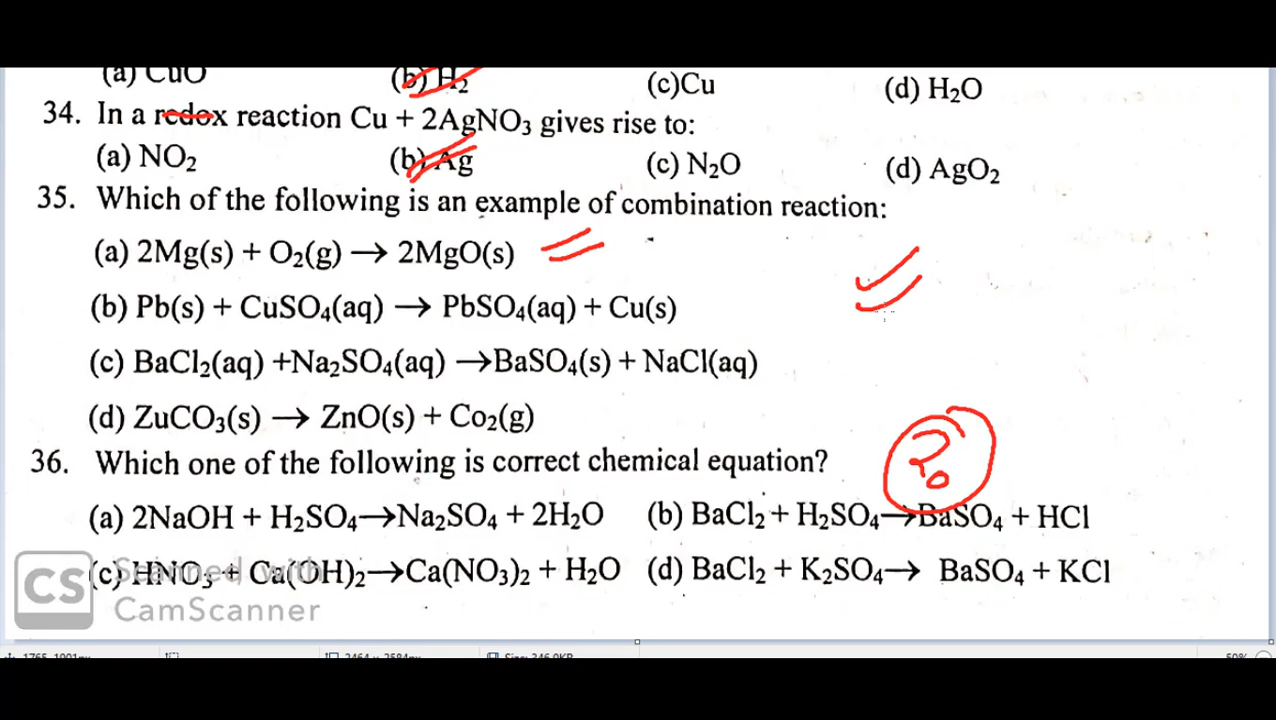 (a) CuO (b) H₂ (c)Cu (d) H₂O
34. In a redox reaction Cu + 2AgNO₃ gives rise to:
(a) NO₂ (b) Ag (c) N₂O (d) AgO₂
35. Which of the following is an example of combination reaction:
(a) 2Mg(s) + O₂(g) → 2MgO(s)
(b) Pb(s) + CuSO₄(aq) → PbSO₄(aq) + Cu(s)
(c) BaCl₂(aq) +Na₂SO₄(aq) →BaSO₄(s) + NaCl(aq)
(d) ZuCO₃(s) → ZnO(s) + Co₂(g)
?
36. Which one of the following is correct chemical equation?
(a) 2NaOH + H₂SO₄→Na₂SO₄ + 2H₂O (b) BaCl₂ + H₂SO₄→BaSO₄ + HCl
(c) HNO₃ + Ca(OH)₂→Ca(NO₃)₂ + H₂O (d) BaCl₂ + K₂SO₄→ BaSO₄ + KCl
CS Scanned with
CamScanner
50%